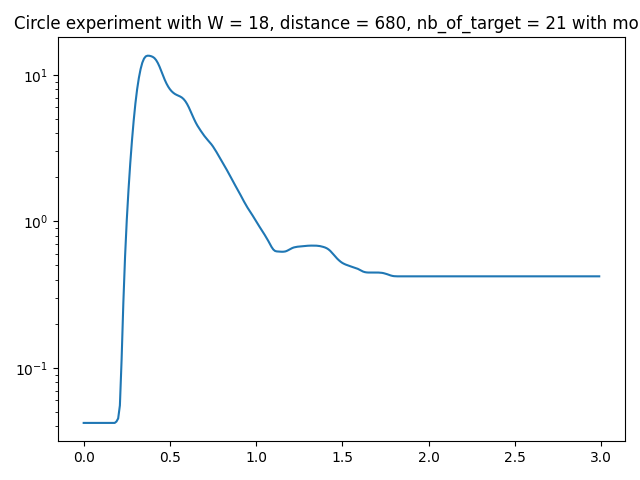 Circle experiment with W = 18, distance = 680, nb_of_target = 21 with mo
10¹
10⁰
10⁻¹
0.0 0.5 1.0 1.5 2.0 2.5 3.0